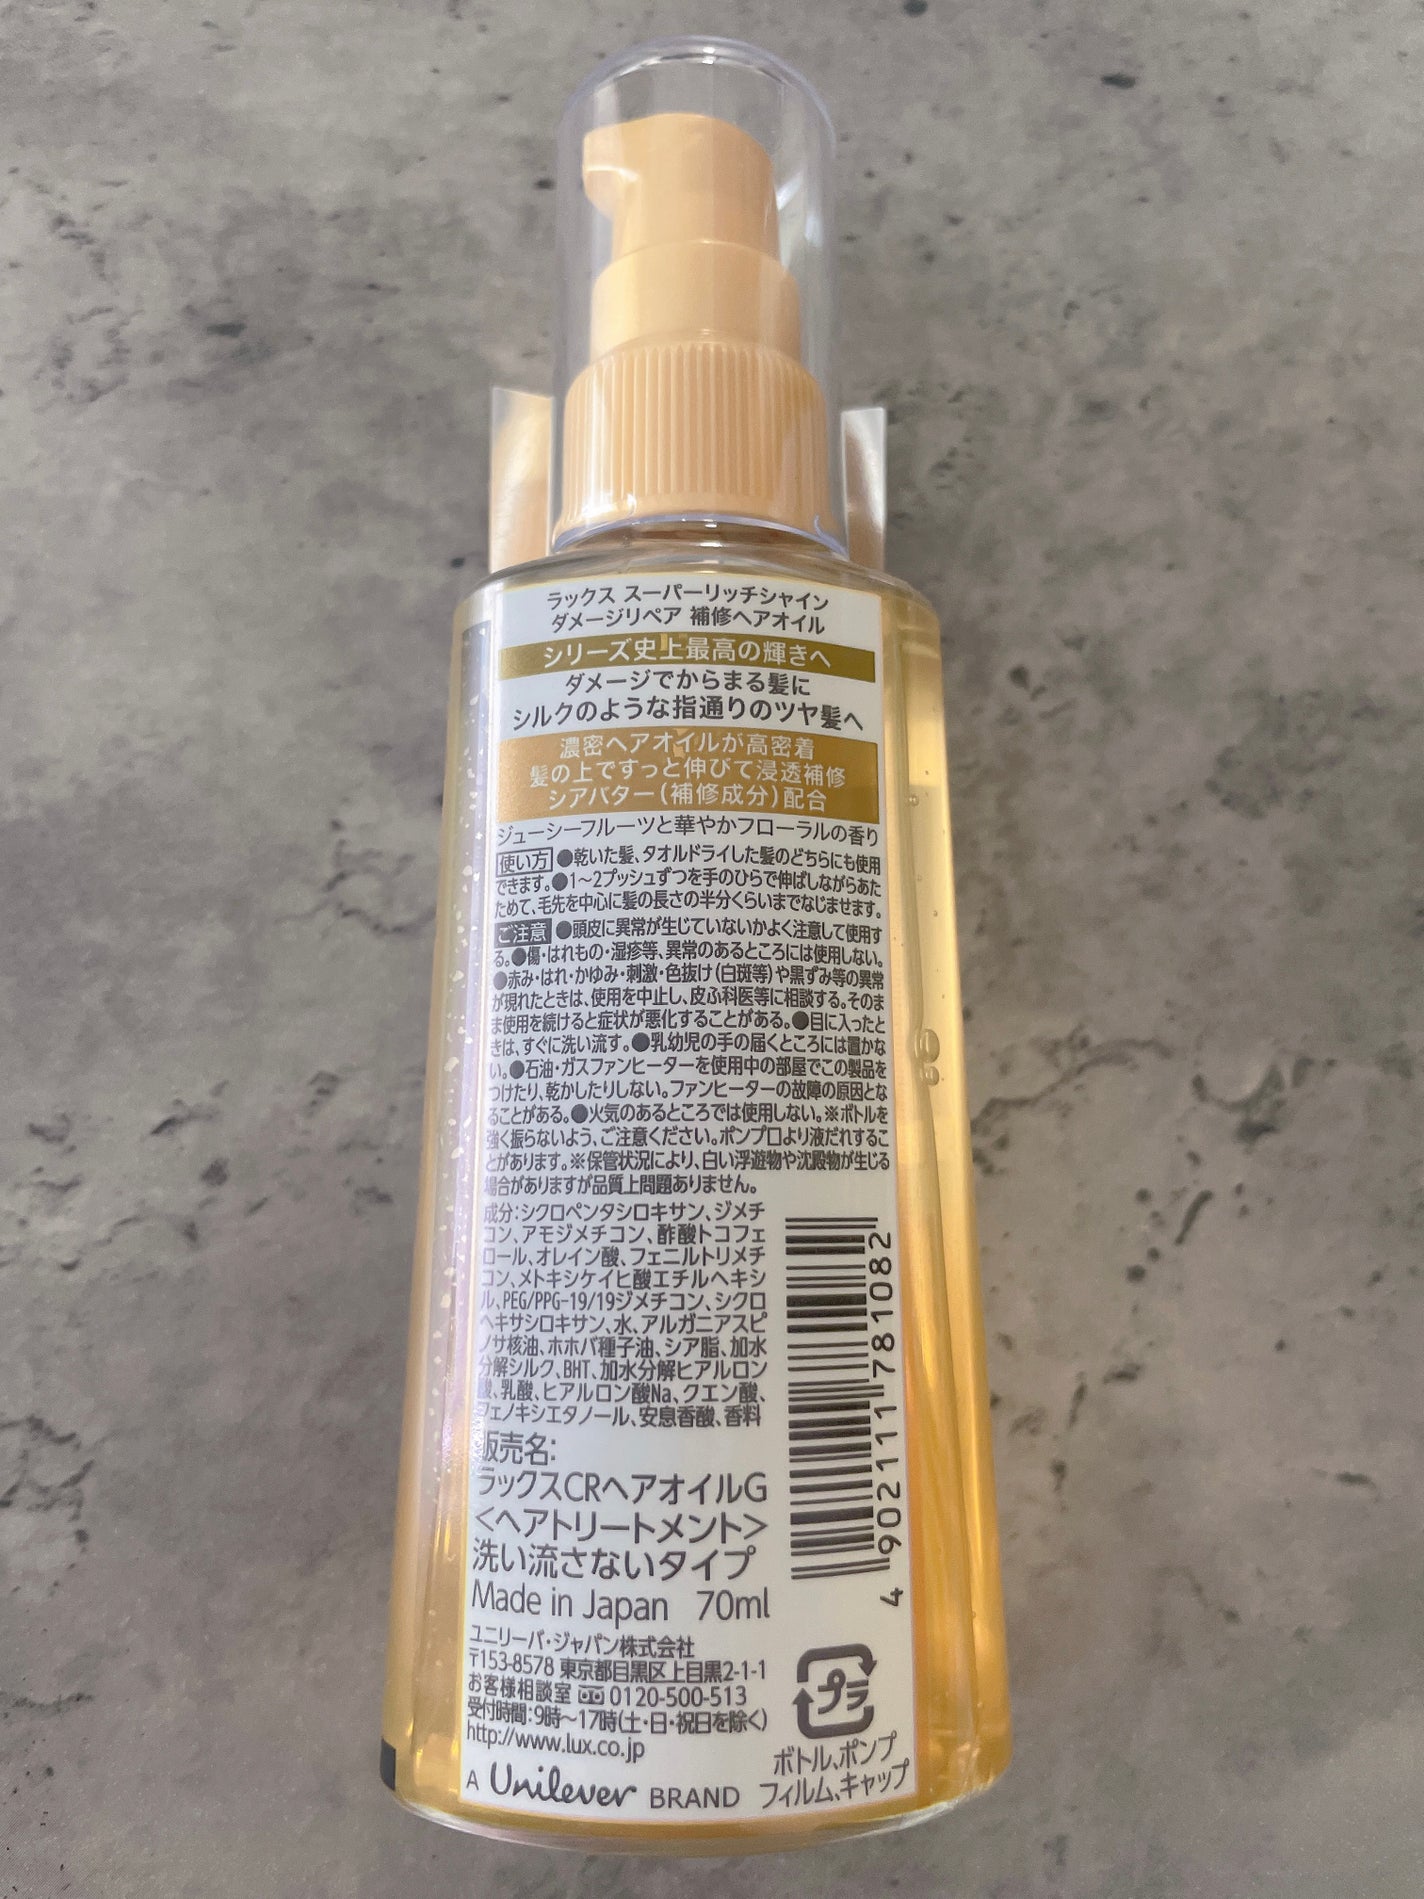 ラックス スーパーリッチシャイン
ダメージリペア 補修ヘアオイル
シリーズ史上最高の輝きへ
ダメージでからまる髪に
シルクのような指通りのツヤ髪へ
濃密ヘアオイルが高密着
髪の上ですっと伸びて浸透補修
シアバター(補修成分)配合
ジューシーフルーツと華やかフローラルの香り
使い方 ●乾いた髪、タオルドライした髪のどちらにも使用
できます。●1～2プッシュずつを手のひらで伸ばしながらあた
ためて、毛先を中心に髪の長さの半分くらいまでなじませます。
ご注意 ●頭皮に異常が生じていないかよく注意して使用す
る。●傷・はれもの・湿疹等、異常のあるところには使用しない。
●赤み・はれ・かゆみ・刺激・色抜け(白斑等)や黒ずみ等の異常
が現れたときは、使用を中止し、皮ふ科医等に相談する。そのま
ま使用を続けると症状が悪化することがある。●目に入ったと
きは、すぐに洗い流す。●乳幼児の手の届くところには置かな
い。●石油・ガスファンヒーターを使用中の部屋でこの製品を
つけたり、乾かしたりしない。ファンヒーターの故障の原因とな
ることがある。●火気のあるところでは使用しない。※ボトルを
強く振らないよう、ご注意ください。ポンプ口より液だれするこ
とがあります。※保管状況により、白い浮遊物や沈殿物が生じる
場合がありますが品質上問題ありません。
成分:シクロペンタシロキサン、ジメチ
コン、アモジメチコン、酢酸トコフェ
ロール、オレイン酸、フェニルトリメチ
コン、メトキシケイヒ酸エチルヘキシ
ル、PEG/PPG-19/19ジメチコン、シクロ
ヘキサシロキサン、水、アルガニアスピ
ノサ核油、ホホバ種子油、シア脂、加水
分解シルク、BHT、加水分解ヒアルロン
酸、乳酸、ヒアルロン酸Na、クエン酸、
フェノキシエタノール、安息香酸、香料
販売名:
ラックスCRヘアオイルG
<ヘアトリートメント>
洗い流さないタイプ
Made in Japan 70ml
ユニリーバ・ジャパン株式会社
〒153-8578 東京都目黒区上目黒2-1-1
お客様相談室 0120-500-513
受付時間:9時～17時(土・日・祝日を除く)
http://www.lux.co.jp
A Unilever BRAND
4 902111 781082
プラ
ボトル、ポンプ
フィルム、キャップ